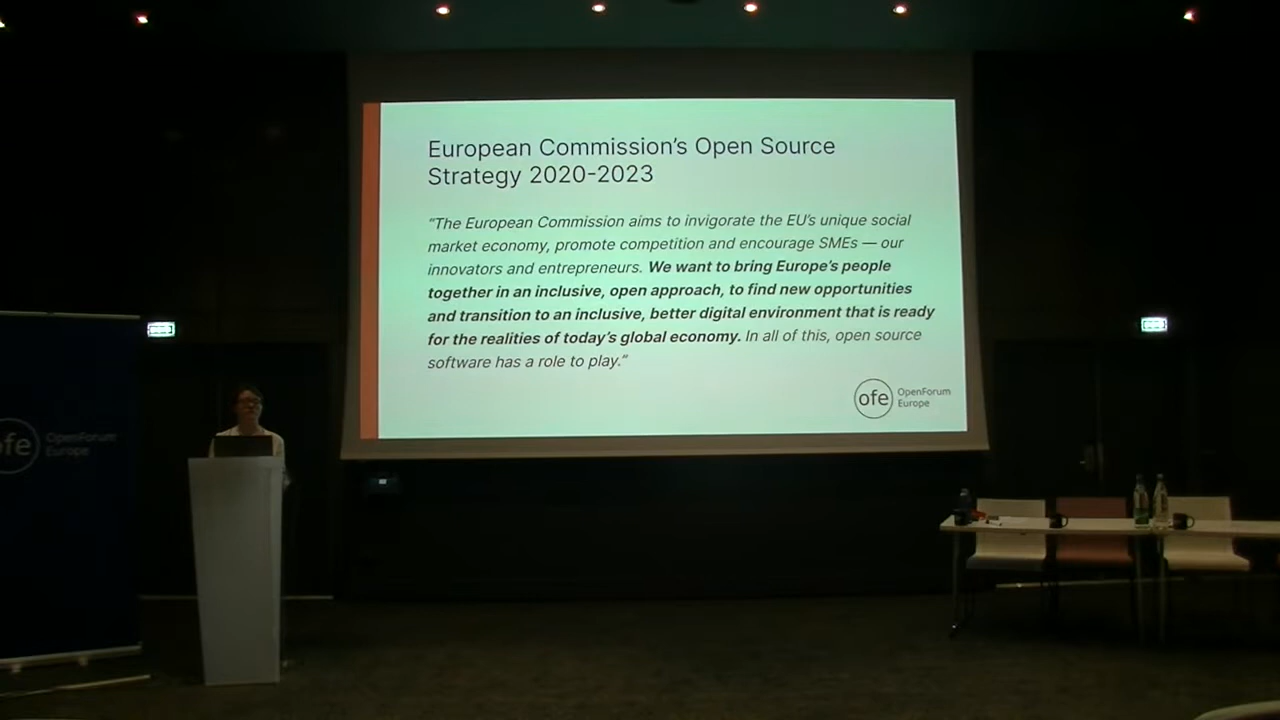 European Commission's Open Source
Strategy 2020-2023
“The European Commission aims to invigorate the EU's unique social
market economy, promote competition and encourage SMEs — our
innovators and entrepreneurs. We want to bring Europe's people
together in an inclusive, open approach, to find new opportunities
and transition to an inclusive, better digital environment that is ready
for the realities of today's global economy. In all of this, open source
software has a role to play.”
ofe OpenForum
Europe
ofe OpenForum
Europe